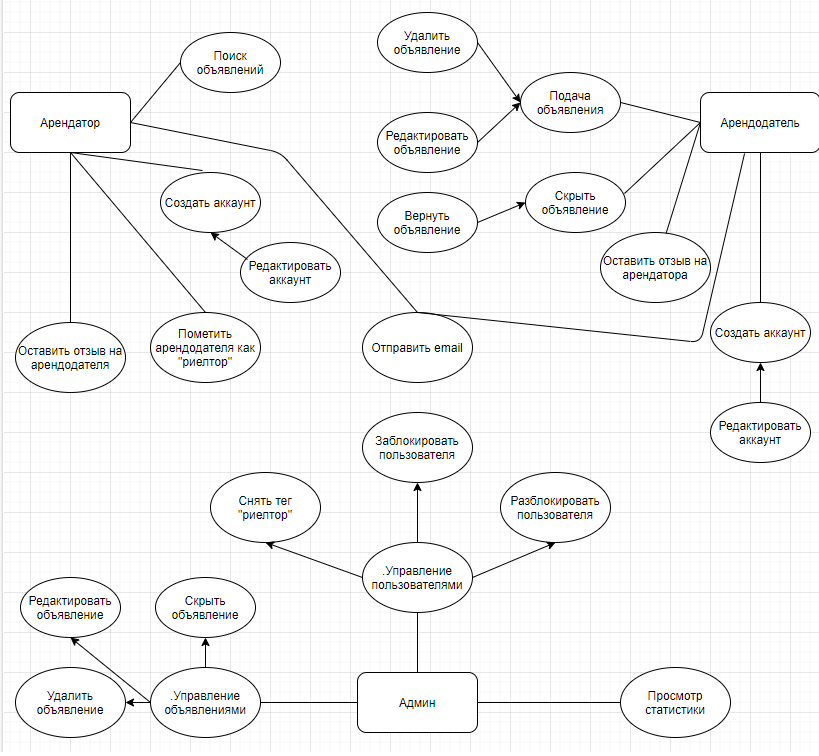 Поиск
объявлений
Удалить
объявление
Арендатор
Подача
объявления
Арендодатель
Редактировать
объявление
Создать аккаунт
Скрыть
объявление
Вернуть
объявление
Редактировать
аккаунт
Оставить отзыв на
арендатора
Оставить отзыв на
арендодателя
Пометить
арендодателя как
"риелтор"
Отправить email
Создать аккаунт
Редактировать
аккаунт
Заблокировать
пользователя
Снять тег
"риелтор"
Разблокировать
пользователя
.Управление
пользователями
Редактировать
объявление
Скрыть
объявление
Удалить
объявление
.Управление
объявлениями
Админ
Просмотр
статистики